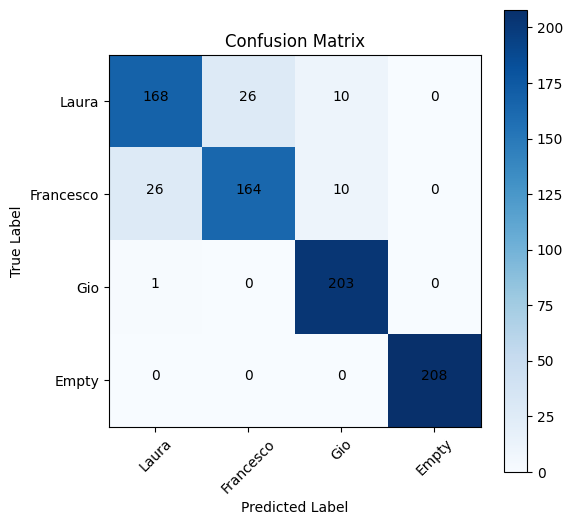 Confusion Matrix
True Label
Laura 168 26 10 0
Francesco 26 164 10 0
Gio 1 0 203 0
Empty 0 0 0 208
Laura Francesco Gio Empty
Predicted Label
200
175
150
125
100
75
50
25
0